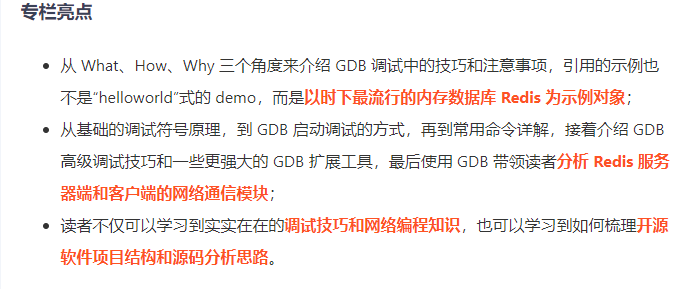 专栏亮点
从 What、How、Why 三个角度来介绍 GDB 调试中的技巧和注意事项，引用的示例也
不是“helloworld”式的 demo，而是以时下最流行的内存数据库 Redis 为示例对象；
从基础的调试符号原理，到 GDB 启动调试的方式，再到常用命令详解，接着介绍 GDB
高级调试技巧和一些更强大的 GDB 扩展工具，最后使用 GDB 带领读者分析 Redis 服务
器端和客户端的网络通信模块；
读者不仅可以学习到实实在在的调试技巧和网络编程知识，也可以学习到如何梳理开源
软件项目结构和源码分析思路。